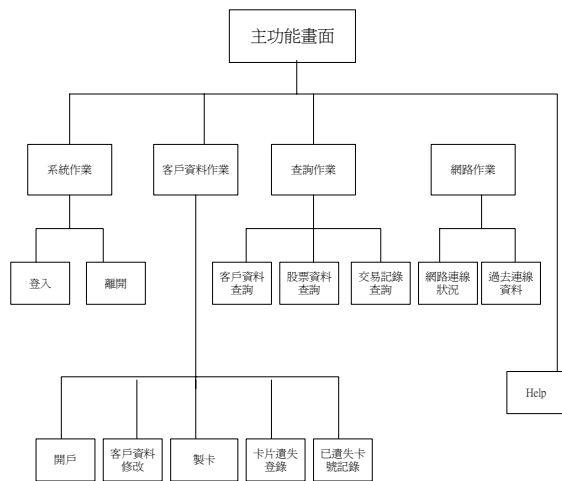 主功能畫面
系統作業
客戶資料作業
查詢作業
網路作業
登入
離開
客戶資料
查詢
股票資料
查詢
交易記錄
查詢
網路連線
狀況
過去連線
資料
Help
開戶
客戶資料
修改
製卡
卡片遺失
登錄
已遺失卡
號記錄